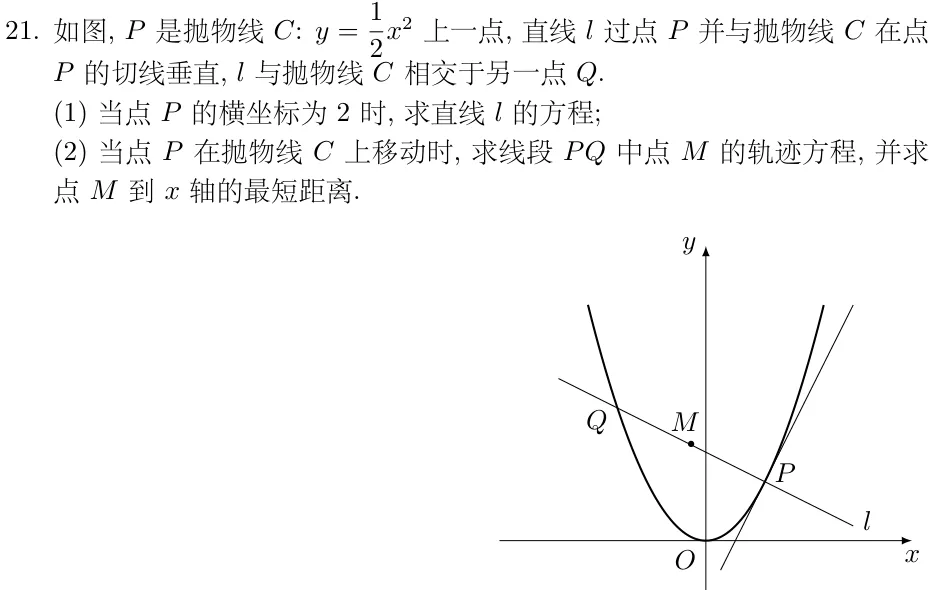 21. 如图, P 是抛物线 C: y = \frac{1}{2}x² 上一点, 直线 l 过点 P 并与抛物线 C 在点
P 的切线垂直, l 与抛物线 C 相交于另一点 Q.
(1) 当点 P 的横坐标为 2 时, 求直线 l 的方程;
(2) 当点 P 在抛物线 C 上移动时, 求线段 PQ 中点 M 的轨迹方程, 并求
点 M 到 x 轴的最短距离.
y
Q
M
P
l
O
x